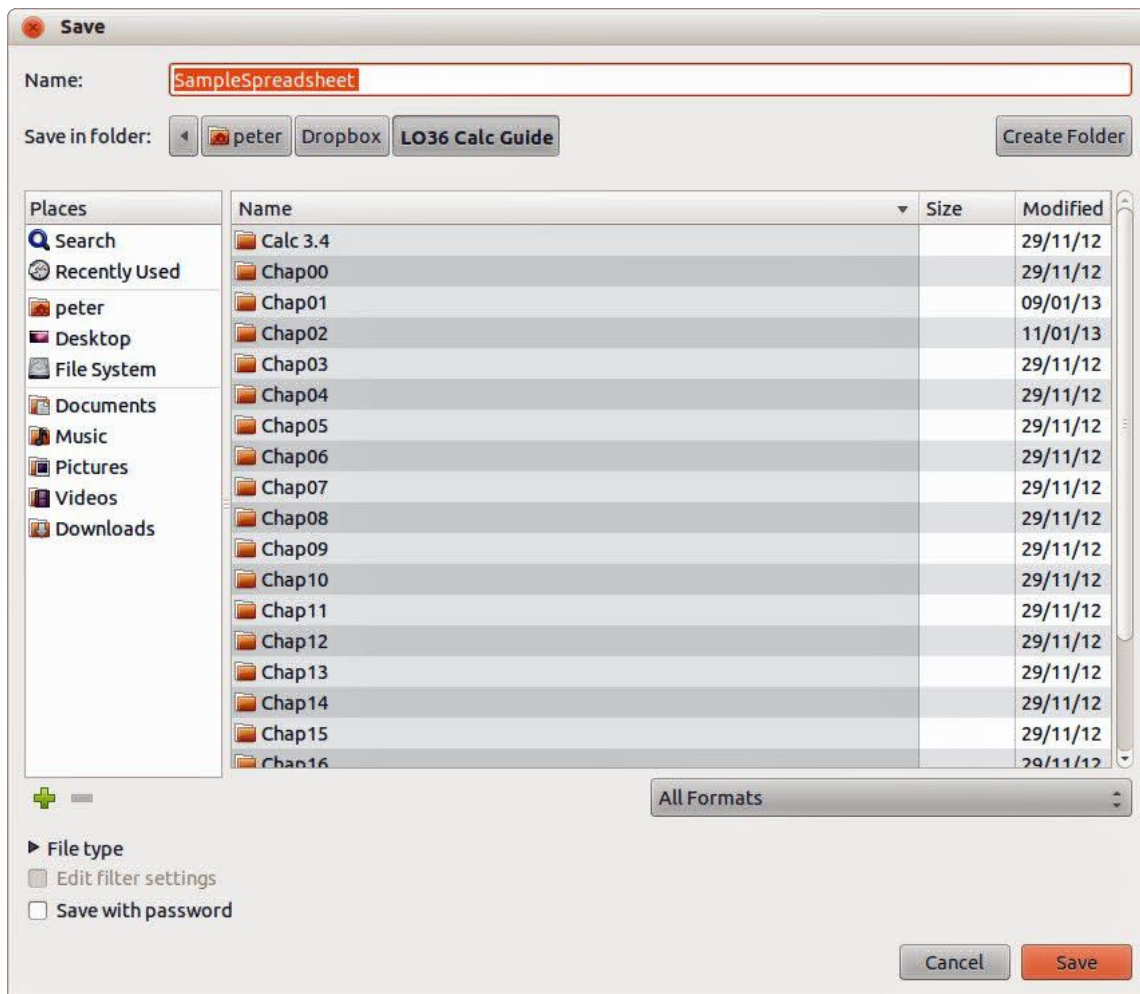 Save
Name: SampleSpreadsheet
Save in folder: peter Dropbox LO36 Calc Guide Create Folder
Places Name Size Modified
Search Calc 3.4 29/11/12
Recently Used Chap00 29/11/12
Chap01 09/01/13
peter Chap02 11/01/13
Desktop Chap03 29/11/12
File System Chap04 29/11/12
Documents Chap05 29/11/12
Music Chap06 29/11/12
Pictures Chap07 29/11/12
Videos Chap08 29/11/12
Downloads Chap09 29/11/12
Chap10 29/11/12
Chap11 29/11/12
Chap12 29/11/12
Chap13 29/11/12
Chap14 29/11/12
Chap15 29/11/12
Chap16 29/11/12
All Formats
File type
Edit filter settings
Save with password
Cancel Save